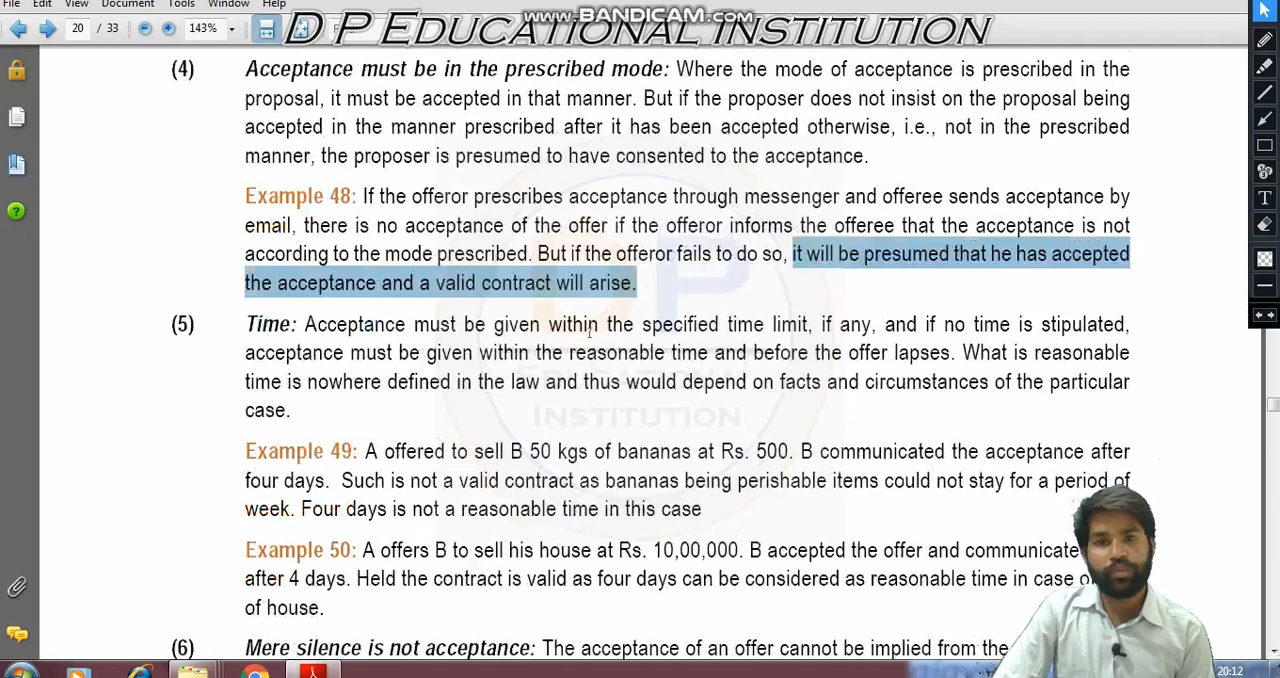 File Edit View Document Tools Window Help
www.BANDICAM.com
D P EDUCATIONAL INSTITUTION
20 / 33 143%
(4) Acceptance must be in the prescribed mode: Where the mode of acceptance is prescribed in the
proposal, it must be accepted in that manner. But if the proposer does not insist on the proposal being
accepted in the manner prescribed after it has been accepted otherwise, i.e., not in the prescribed
manner, the proposer is presumed to have consented to the acceptance.
Example 48: If the offeror prescribes acceptance through messenger and offeree sends acceptance by
email, there is no acceptance of the offer if the offeror informs the offeree that the acceptance is not
according to the mode prescribed. But if the offeror fails to do so, it will be presumed that he has accepted
the acceptance and a valid contract will arise.
(5) Time: Acceptance must be given within the specified time limit, if any, and if no time is stipulated,
acceptance must be given within the reasonable time and before the offer lapses. What is reasonable
time is nowhere defined in the law and thus would depend on facts and circumstances of the particular
case.
DP
EDUCATIONAL
INSTITUTION
Example 49: A offered to sell B 50 kgs of bananas at Rs. 500. B communicated the acceptance after
four days. Such is not a valid contract as bananas being perishable items could not stay for a period of
week. Four days is not a reasonable time in this case
Example 50: A offers B to sell his house at Rs. 10,00,000. B accepted the offer and communicate
after 4 days. Held the contract is valid as four days can be considered as reasonable time in case
of house.
(6) Mere silence is not acceptance: The acceptance of an offer cannot be implied from the
20:12